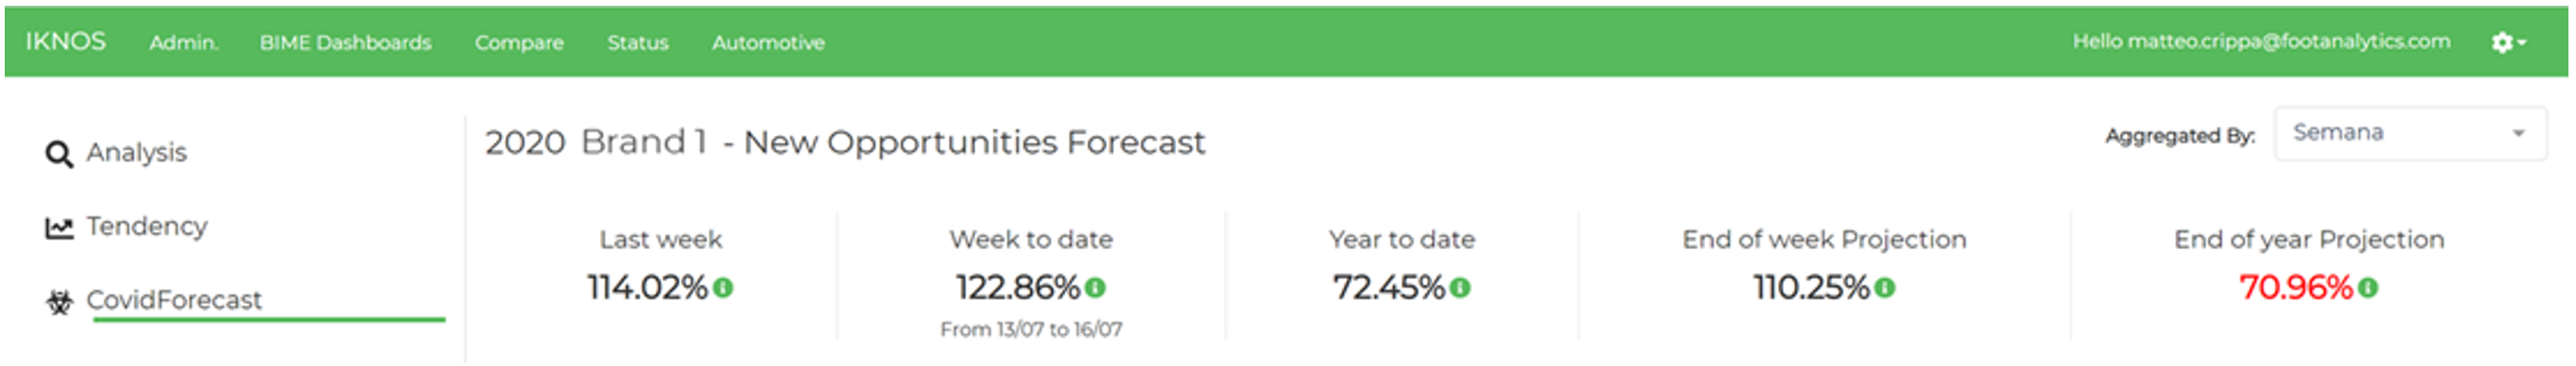 IKNOS Admin. BIME Dashboards Compare Status Automotive Hello matteo.crippa@footanalytics.com
Analysis
Tendency
CovidForecast
2020 Brand 1 - New Opportunities Forecast
Aggregated By: Semana
Last week
114.02%
Week to date
122.86%
From 13/07 to 16/07
Year to date
72.45%
End of week Projection
110.25%
End of year Projection
70.96%